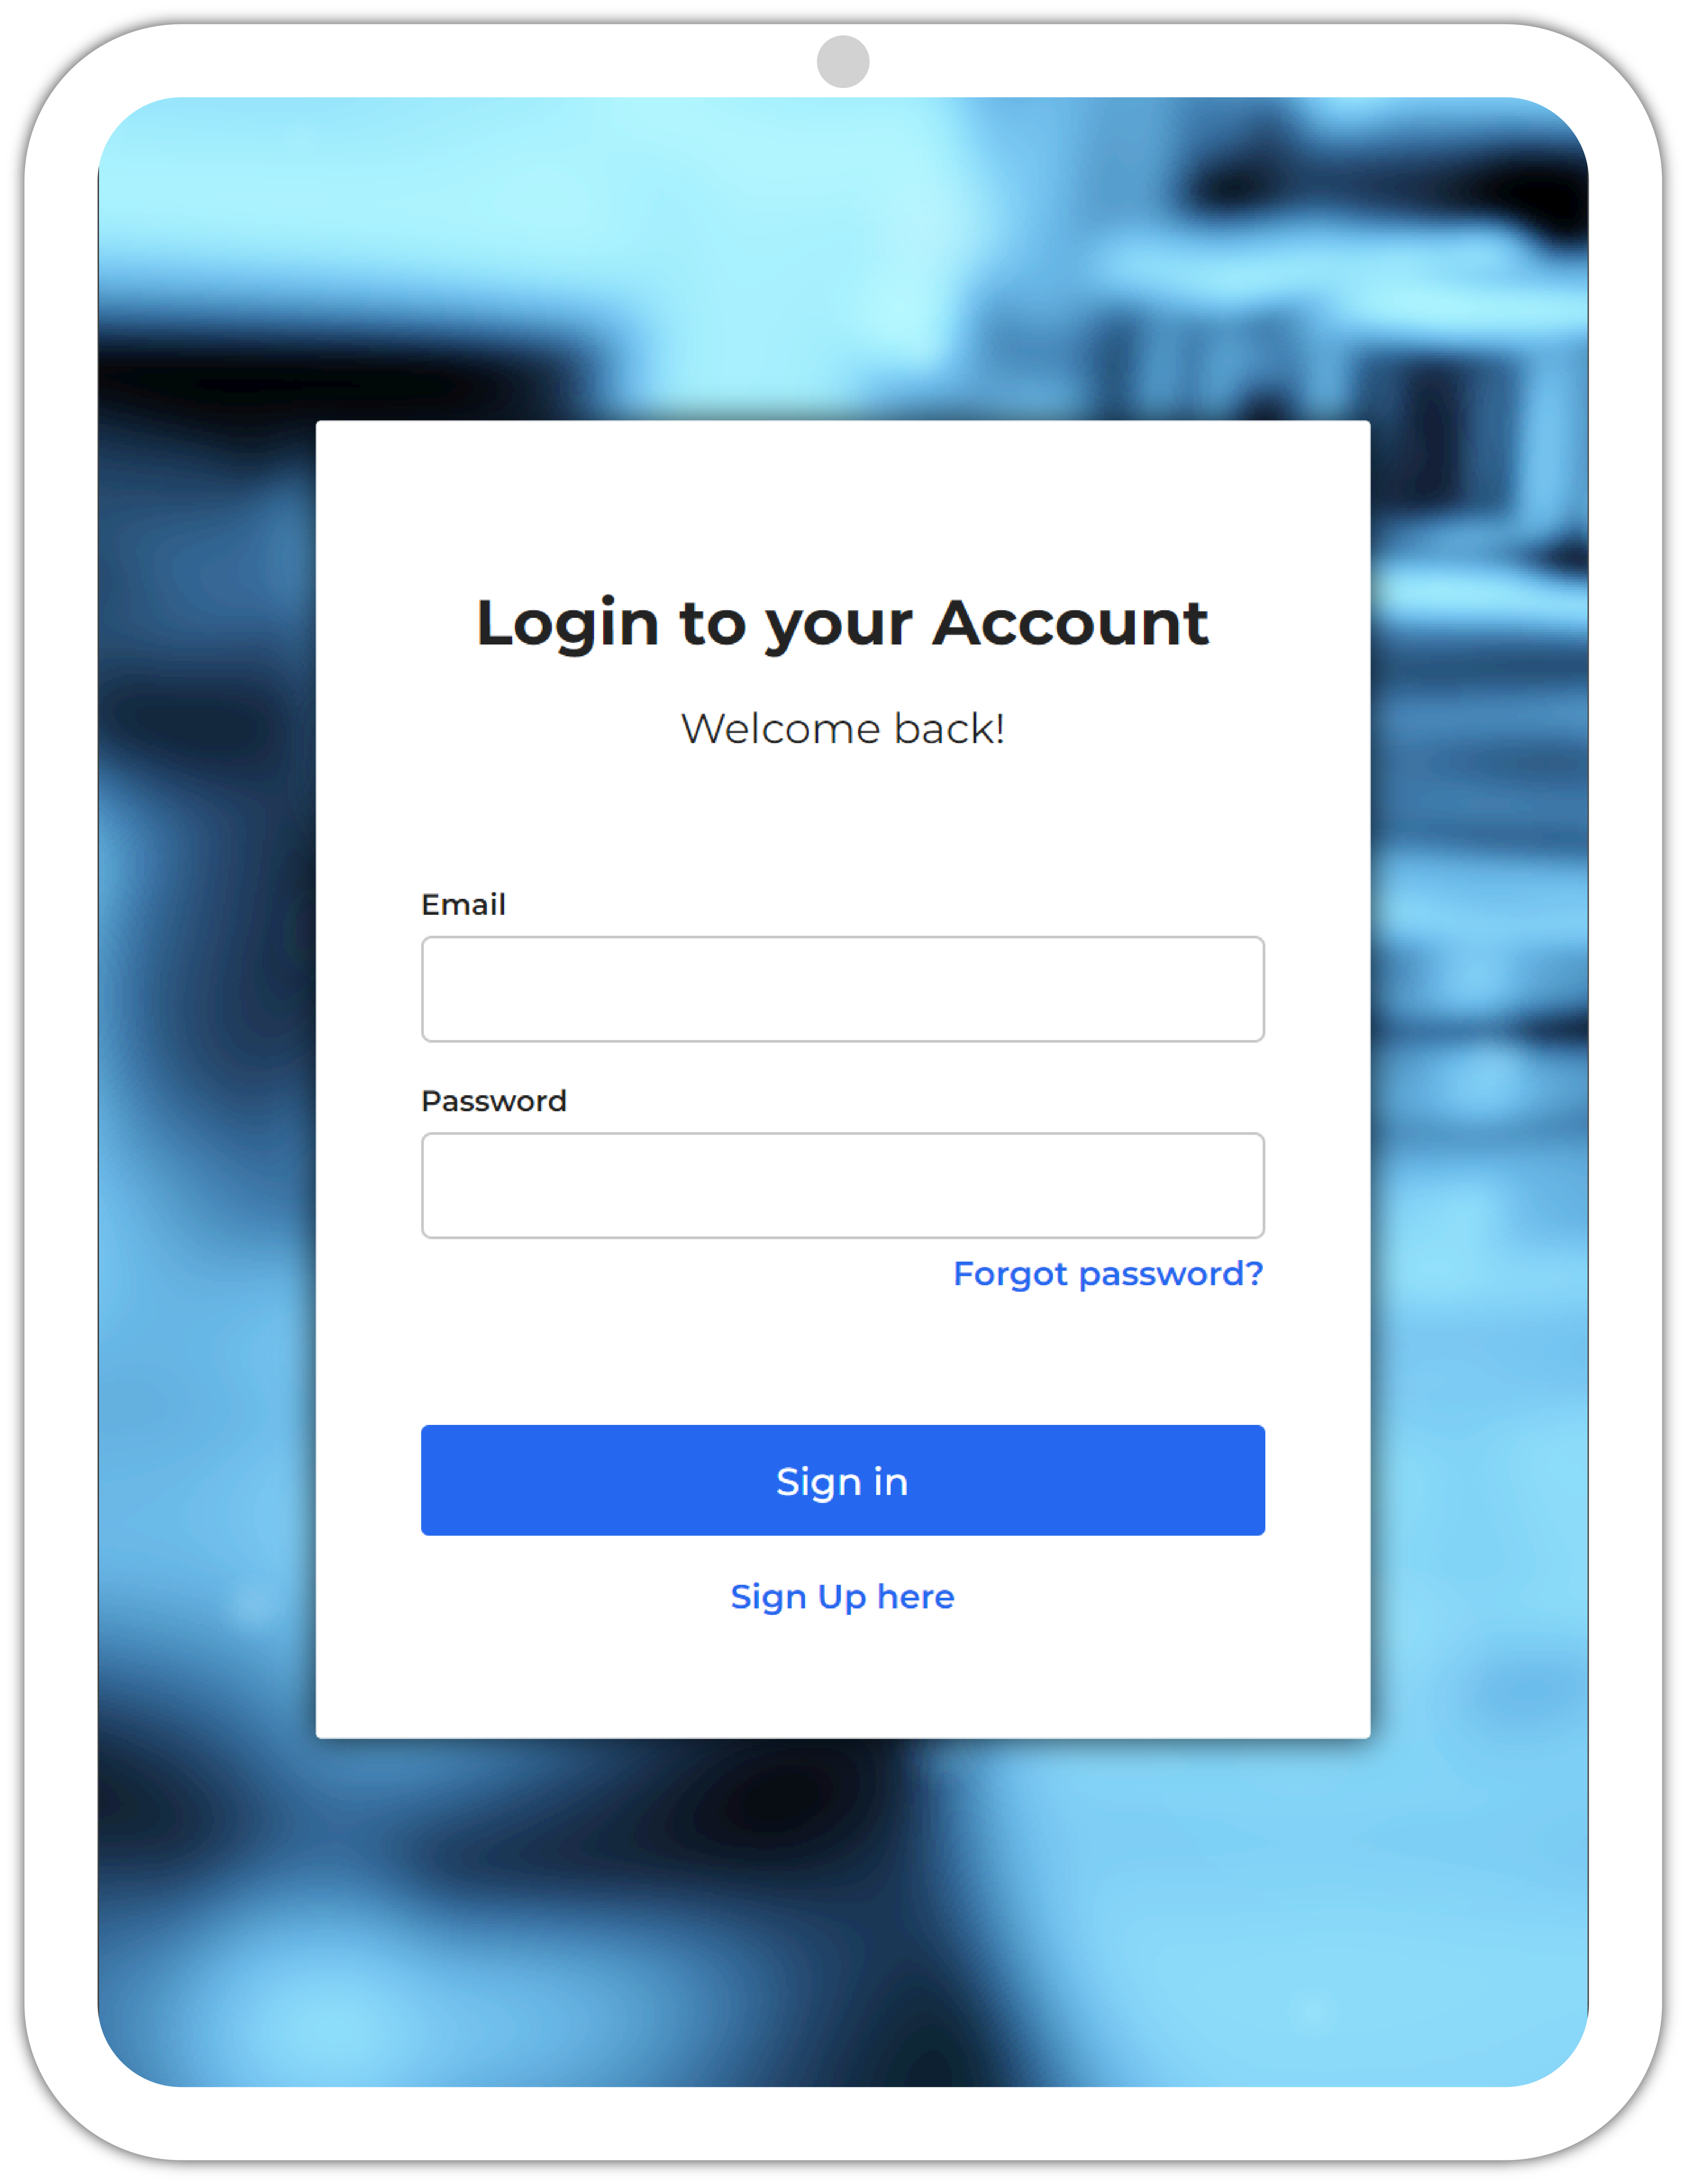 Login to your Account
Welcome back!
Email
Password
Forgot password?
Sign in
Sign Up here